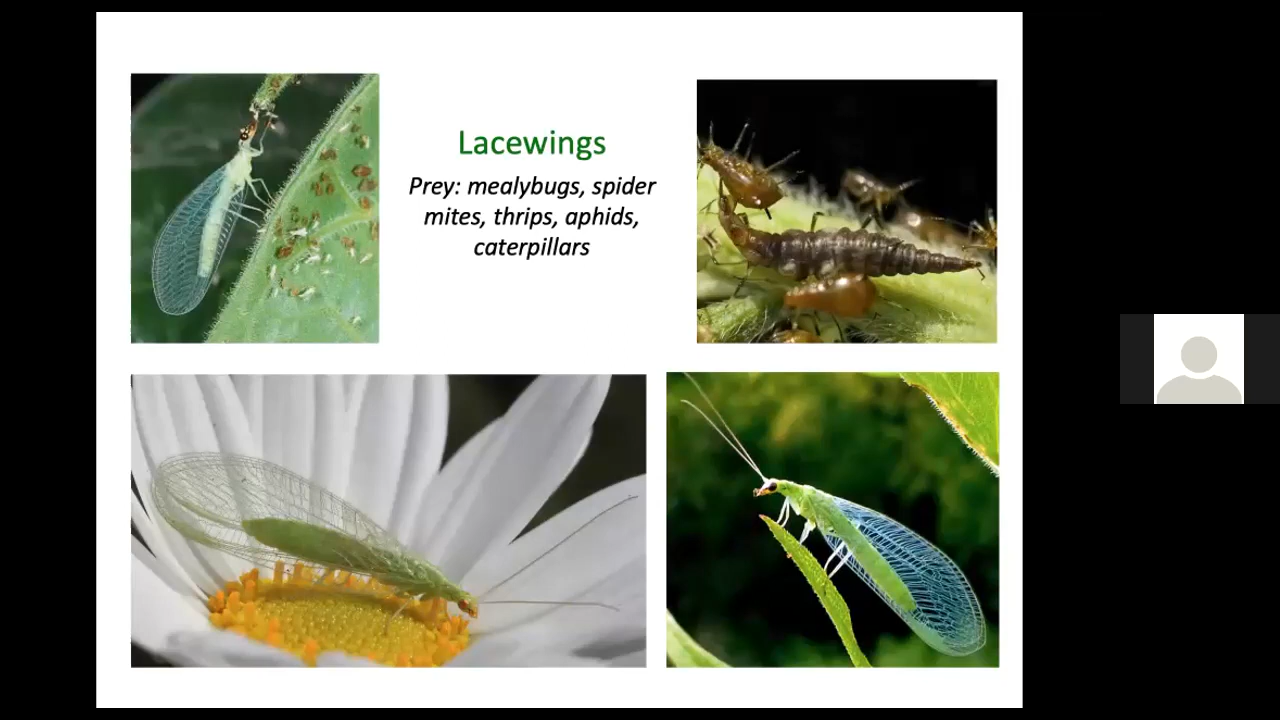 Lacewings
Prey: mealybugs, spider
mites, thrips, aphids,
caterpillars